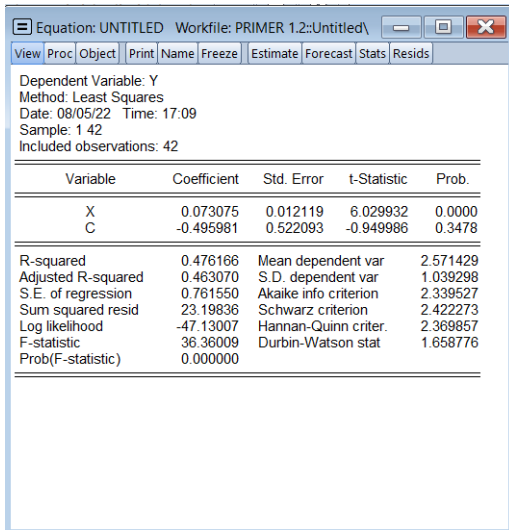 Equation: UNTITLED Workfile: PRIMER 1.2::Untitled\
View Proc Object Print Name Freeze Estimate Forecast Stats Resids
Dependent Variable: Y
Method: Least Squares
Date: 08/05/22 Time: 17:09
Sample: 1 42
Included observations: 42
Variable Coefficient Std. Error t-Statistic Prob.
X 0.073075 0.012119 6.029932 0.0000
C -0.495981 0.522093 -0.949986 0.3478
R-squared 0.476166 Mean dependent var 2.571429
Adjusted R-squared 0.463070 S.D. dependent var 1.039298
S.E. of regression 0.761550 Akaike info criterion 2.339527
Sum squared resid 23.19836 Schwarz criterion 2.422273
Log likelihood -47.13007 Hannan-Quinn criter. 2.369857
F-statistic 36.36009 Durbin-Watson stat 1.658776
Prob(F-statistic) 0.000000